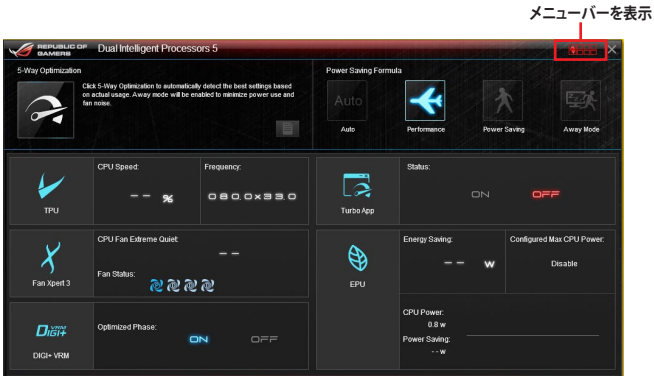 メニューバーを表示
REPUBLIC OF
GAMERS
Dual Intelligent Processors 5
5-Way Optimization
Click 5-Way Optimization to automatically detect the best settings based
on actual usage. Away mode will be enabled to minimize power use and
fan noise.
Power Saving Formula
Auto
Auto
Performance
Power Saving
Away Mode
TPU
CPU Speed:
-- %
Frequency:
080.0x33.0
Turbo App
Status:
ON OFF
Fan Xpert 3
CPU Fan Extreme Quiet:
--
Fan Status:
EPU
Energy Saving:
-- W
Configured Max CPU Power:
Disable
CPU Power:
0.8 w
Power Saving:
-- w
DIGI+ VRM
DIGI+ VRM
Optimized Phase:
ON OFF